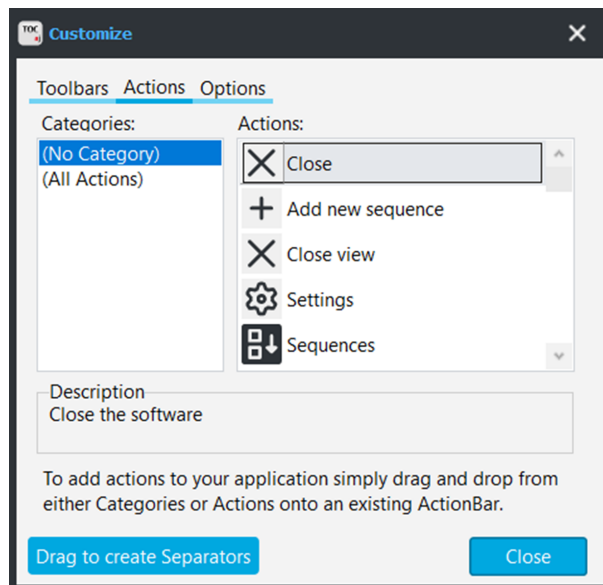 TOC
Customize
Toolbars Actions Options
Categories:
Actions:
(No Category)
(All Actions)
Close
Add new sequence
Close view
Settings
Sequences
Description
Close the software
To add actions to your application simply drag and drop from
either Categories or Actions onto an existing ActionBar.
Drag to create Separators
Close